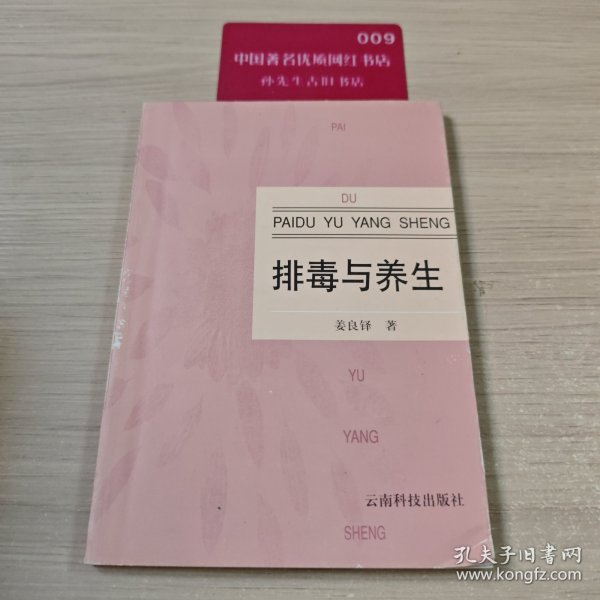 009
中国著名优质网红书店
孙先生古旧书店
PAI
DU
PAIDU YU YANG SHENG
排毒与养生
姜良铎 著
YU
YANG
云南科技出版社
SHENG
孔夫子旧书网
www.kongfz.com